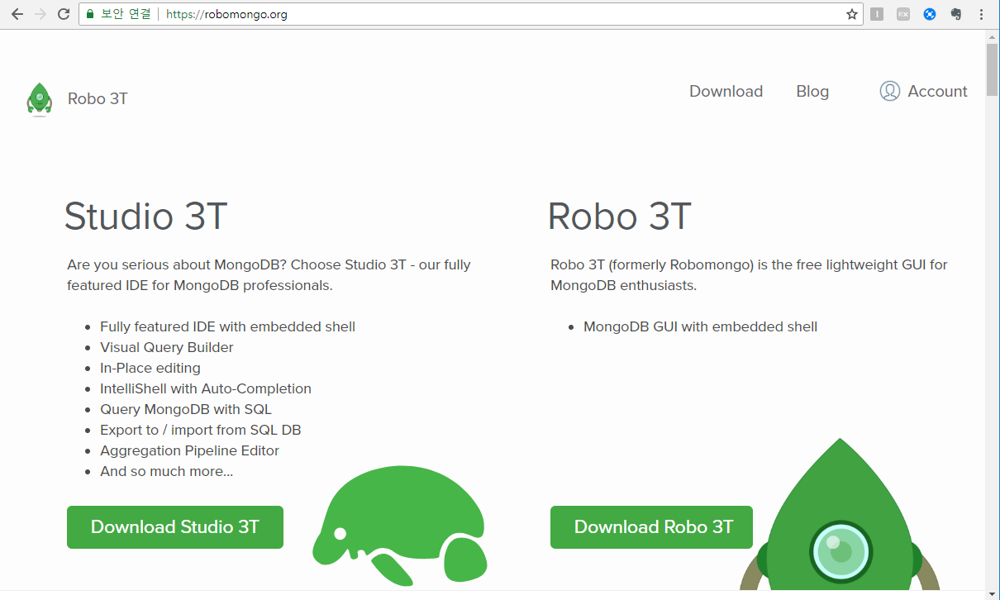 보안 연결 https://robomongo.org
Robo 3T
Download Blog Account
Studio 3T
Are you serious about MongoDB? Choose Studio 3T - our fully
featured IDE for MongoDB professionals.
Fully featured IDE with embedded shell
Visual Query Builder
In-Place editing
IntelliShell with Auto-Completion
Query MongoDB with SQL
Export to / import from SQL DB
Aggregation Pipeline Editor
And so much more...
Download Studio 3T
Robo 3T
Robo 3T (formerly Robomongo) is the free lightweight GUI for
MongoDB enthusiasts.
MongoDB GUI with embedded shell
Download Robo 3T